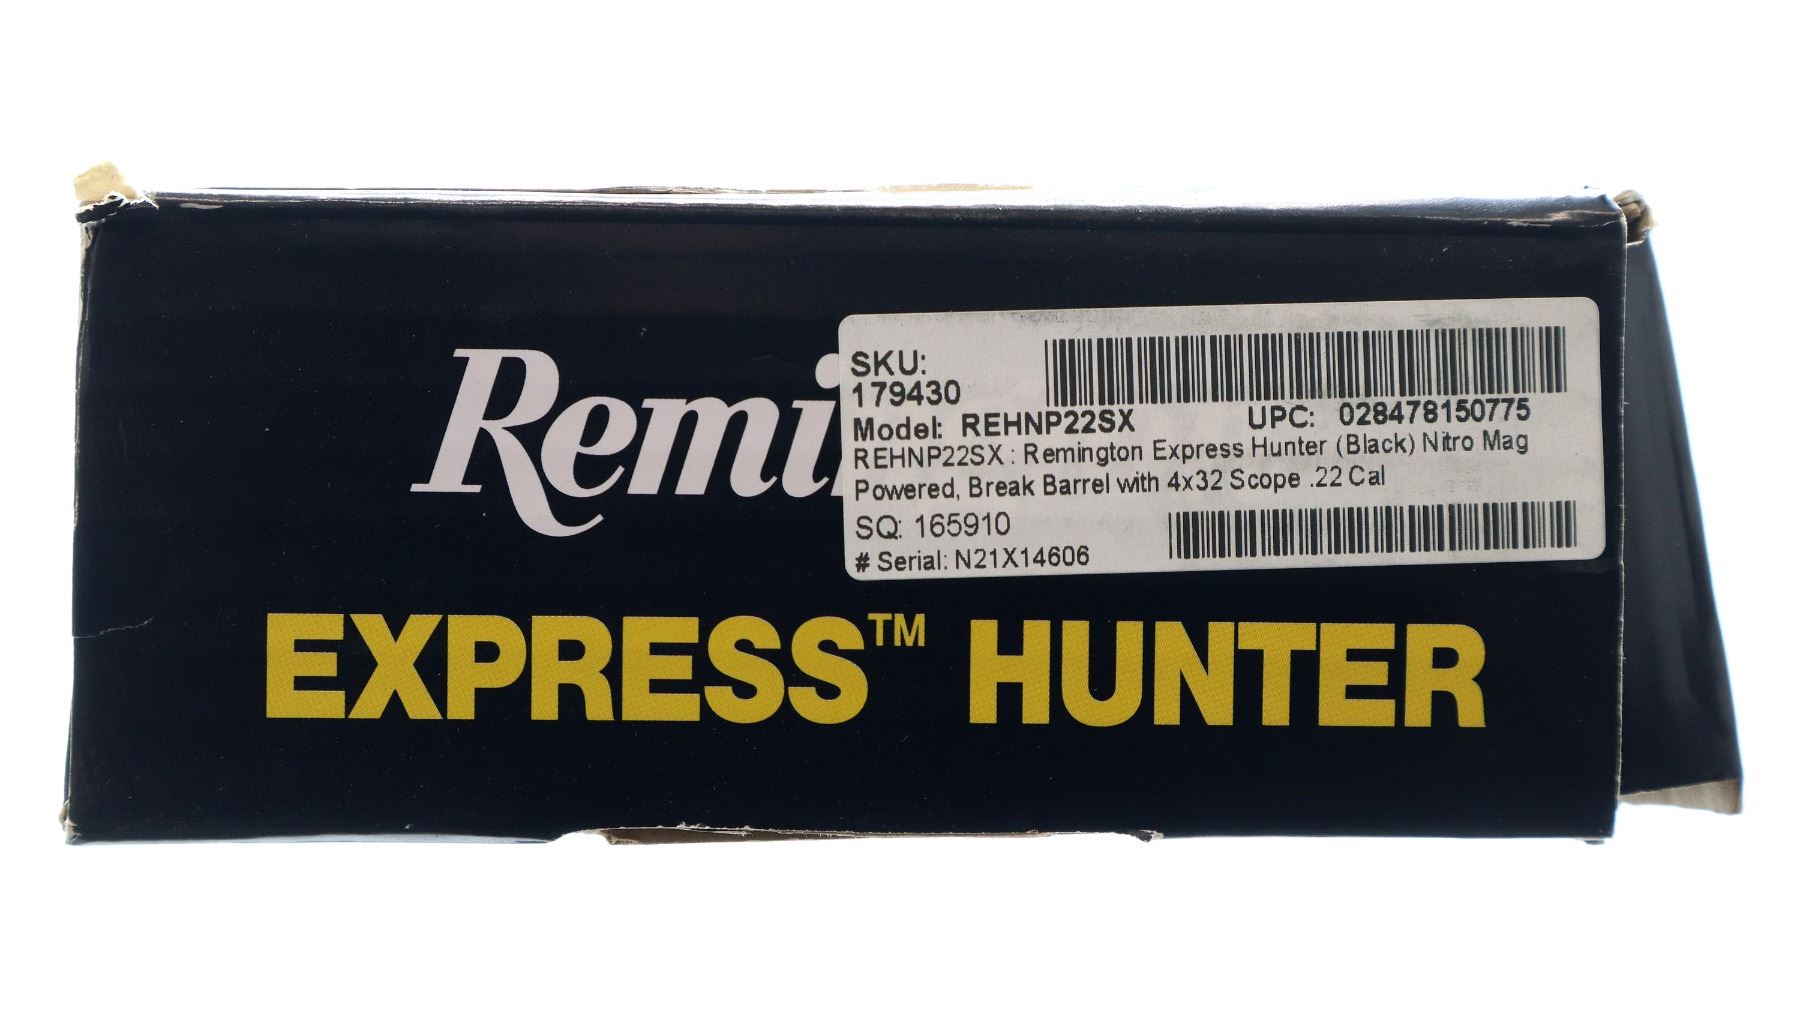 Remi
SKU:
179430
Model: REHNP22SX UPC: 028478150775
REHNP22SX : Remington Express Hunter (Black) Nitro Mag
Powered, Break Barrel with 4x32 Scope .22 Cal
SQ: 165910
# Serial: N21X14606
EXPRESS™ HUNTER